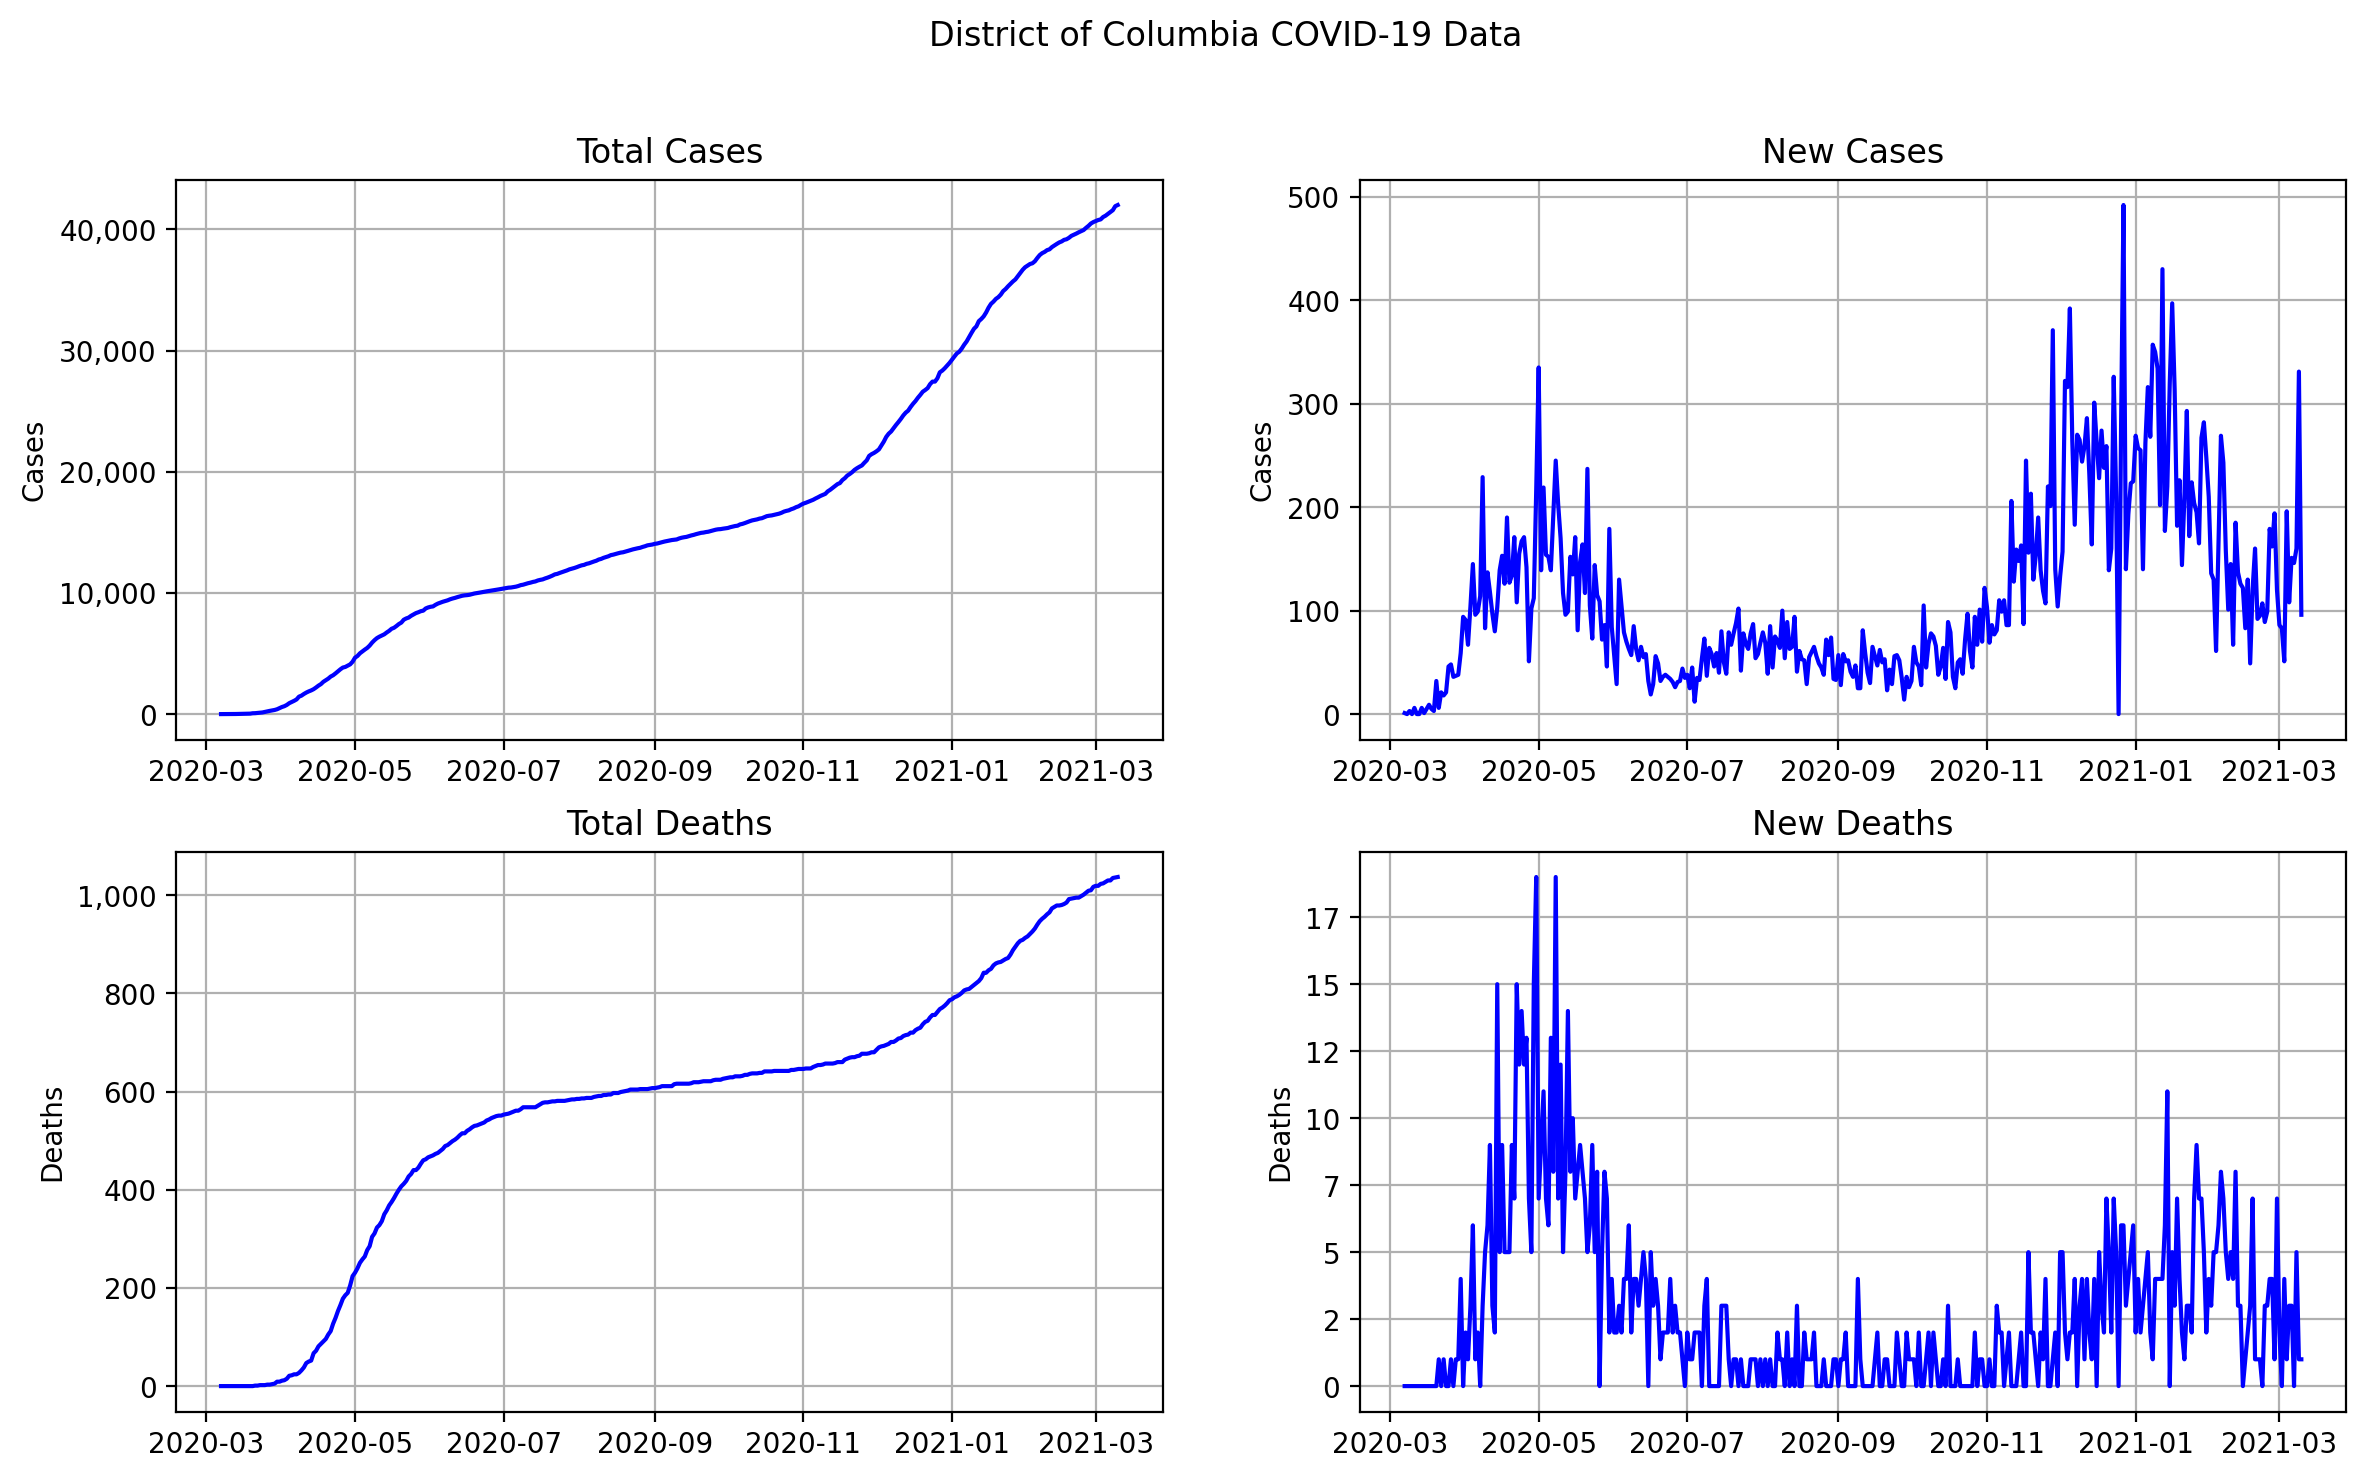 District of Columbia COVID-19 Data
Total Cases
Cases
40,000
30,000
20,000
10,000
0
2020-03 2020-05 2020-07 2020-09 2020-11 2021-01 2021-03
New Cases
Cases
500
400
300
200
100
0
2020-03 2020-05 2020-07 2020-09 2020-11 2021-01 2021-03
Total Deaths
Deaths
1,000
800
600
400
200
0
2020-03 2020-05 2020-07 2020-09 2020-11 2021-01 2021-03
New Deaths
Deaths
17
15
12
10
7
5
2
0
2020-03 2020-05 2020-07 2020-09 2020-11 2021-01 2021-03